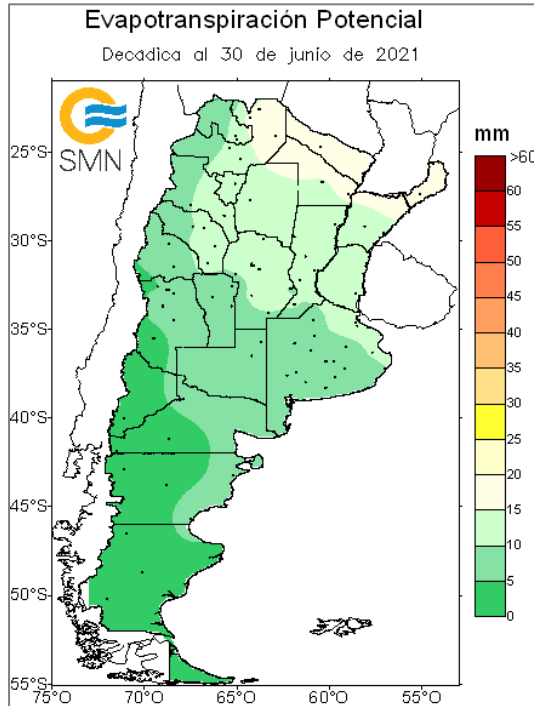 Evapotranspiración Potencial
Decadica al 30 de junio de 2021
SMN
mm
>60
60
55
50
45
40
35
30
25
20
15
10
5
0
25°S
30°S
35°S
40°S
45°S
50°S
55°S
75°O 70°O 65°O 60°O 55°O